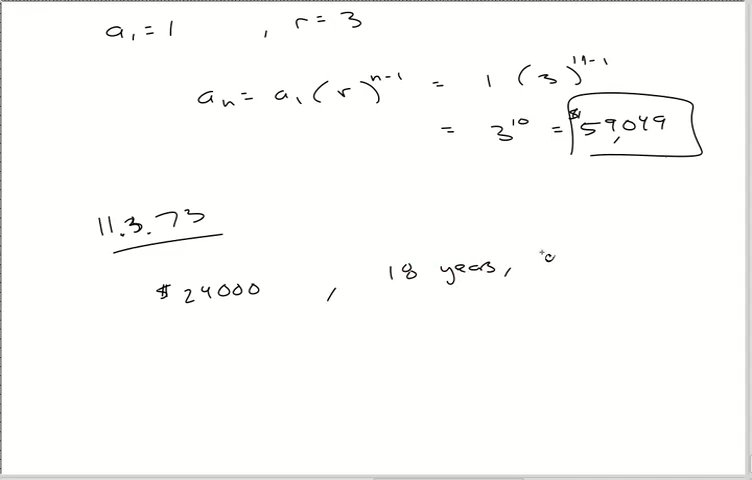 a₁ = 1 , r = 3
aₙ = a₁ (r)ⁿ⁻¹ = 1 (3)¹¹⁻¹
= 3¹⁰ = $59,049
11.3.73
$24000 , 18 years,